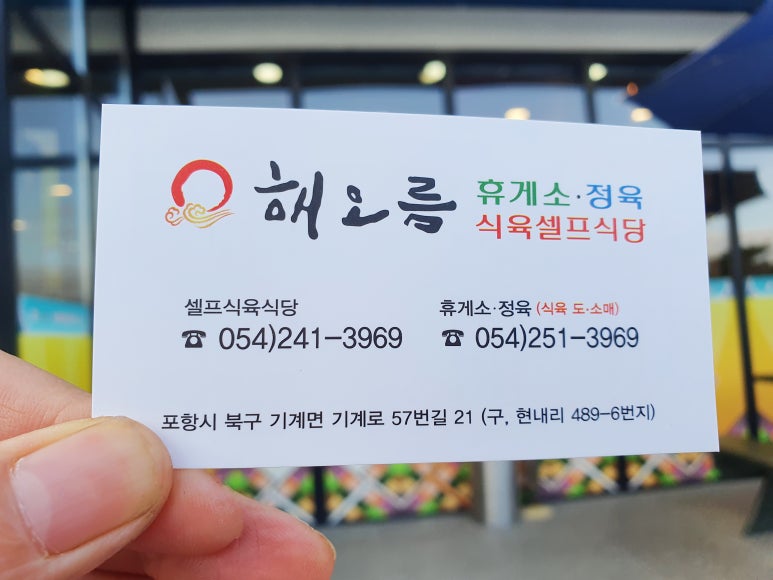 해오름 휴게소·정육
식육셀프식당
셀프식육식당
☎ 054)241-3969
휴게소·정육 (식육 도·소매)
☎ 054)251-3969
포항시 북구 기계면 기계로 57번길 21 (구, 현내리 489-6번지)